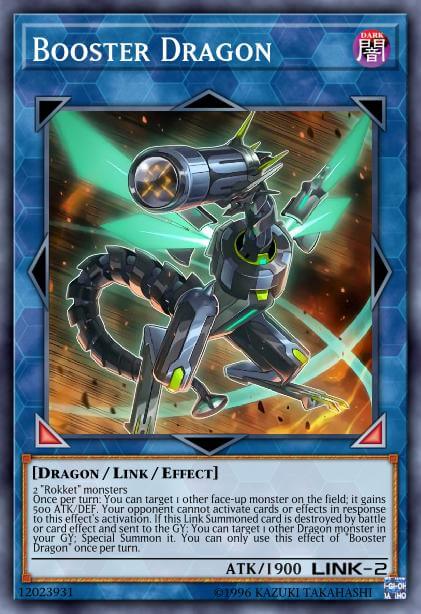 BOOSTER DRAGON
DARK
闇
[DRAGON / LINK / EFFECT]
2 "Rokket" monsters
Once per turn: You can target 1 other face-up monster on the field; it gains
500 ATK/DEF. Your opponent cannot activate cards or effects in response
to this effect's activation. If this Link Summoned card is destroyed by battle
or card effect and sent to the GY: You can target 1 other Dragon monster in
your GY; Special Summon it. You can only use this effect of "Booster
Dragon" once per turn.
ATK/1900 LINK-2
12023931 ©1996 KAZUKI TAKAHASHI